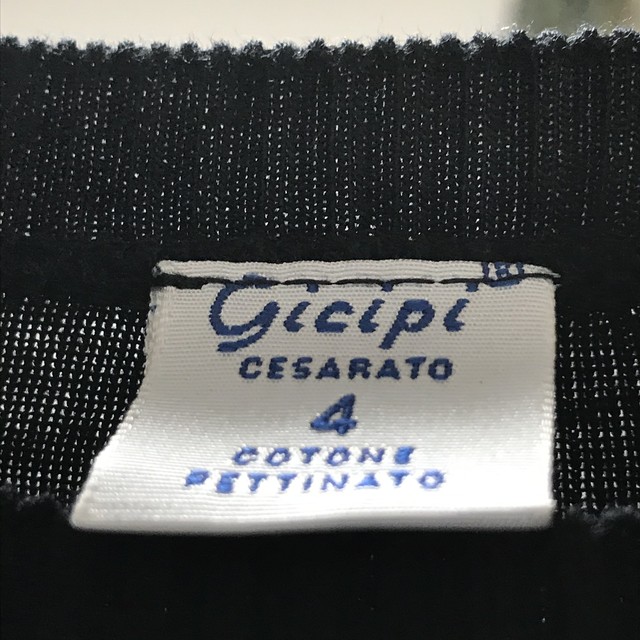 Gicipi
CESARATO
4
COTONE
PETTINATO